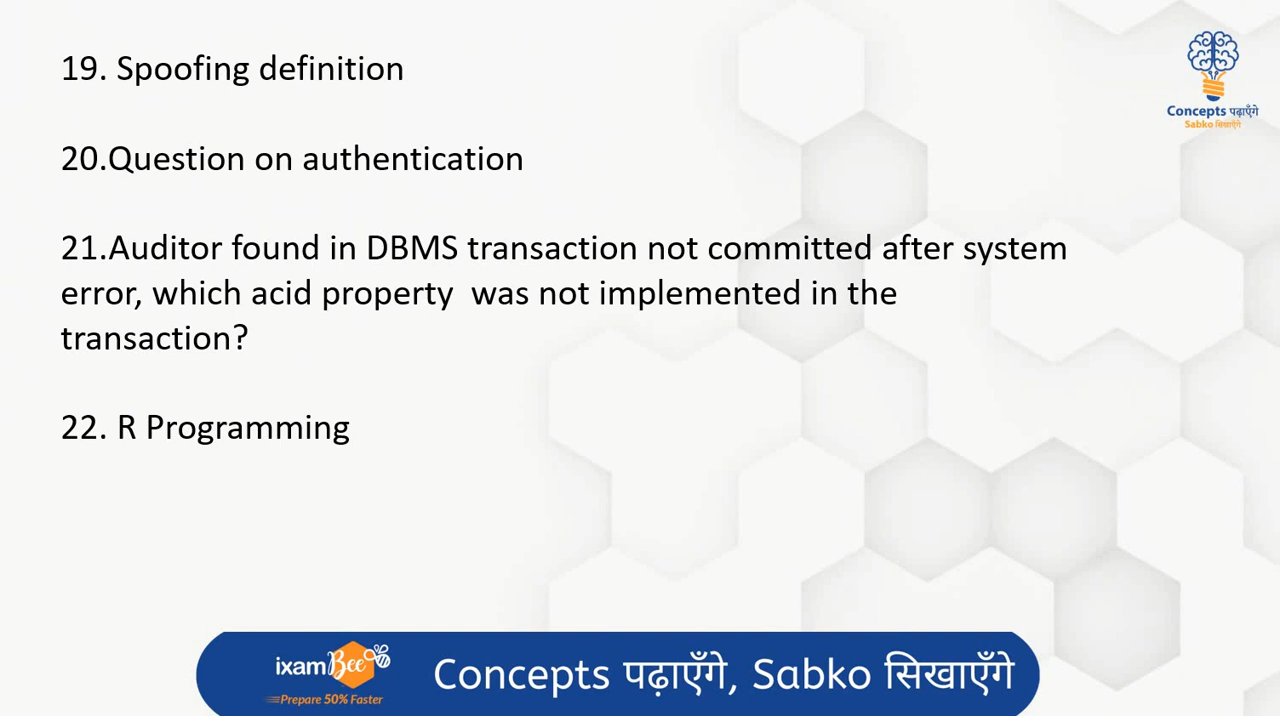 19. Spoofing definition
Concepts पढ़ाएँगे
Sabko सिखाएँगे
20.Question on authentication
21.Auditor found in DBMS transaction not committed after system
error, which acid property was not implemented in the
transaction?
22. R Programming
ixamBee
Prepare 50% Faster
Concepts पढ़ाएँगे, Sabko सिखाएँगे